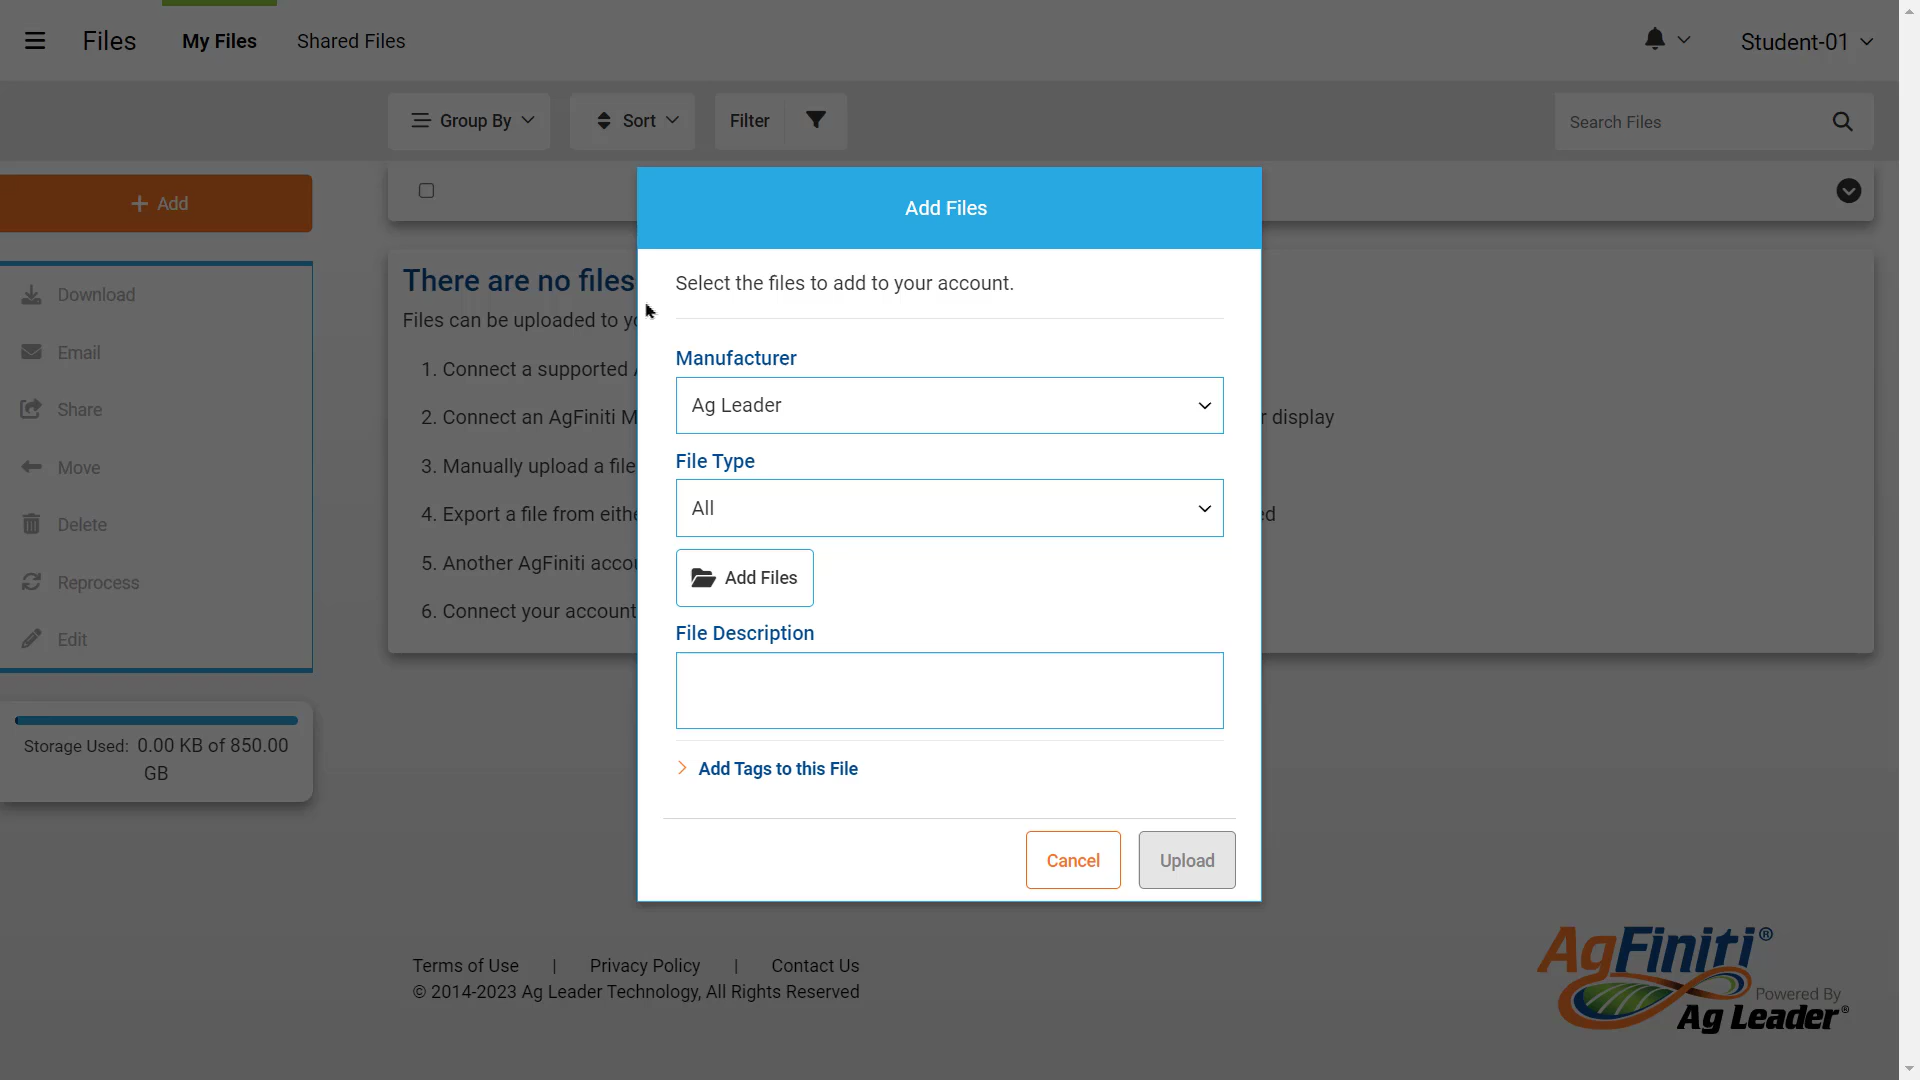 Files My Files Shared Files Student-01
Group By Sort Filter Search Files
Add
Download
Email
Share
Move
Delete
Reprocess
Edit
Storage Used: 0.00 KB of 850.00
GB
There are no files
Files can be uploaded to
1. Connect a supported
2. Connect an AgFiniti display
3. Manually upload a file
4. Export a file from
5. Another AgFiniti
6. Connect your account
Add Files
Select the files to add to your account.
Manufacturer
Ag Leader
File Type
All
Add Files
File Description
Add Tags to this File
Cancel Upload
Terms of Use | Privacy Policy | Contact Us
© 2014-2023 Ag Leader Technology, All Rights Reserved
AgFiniti®
Powered By
Ag Leader®